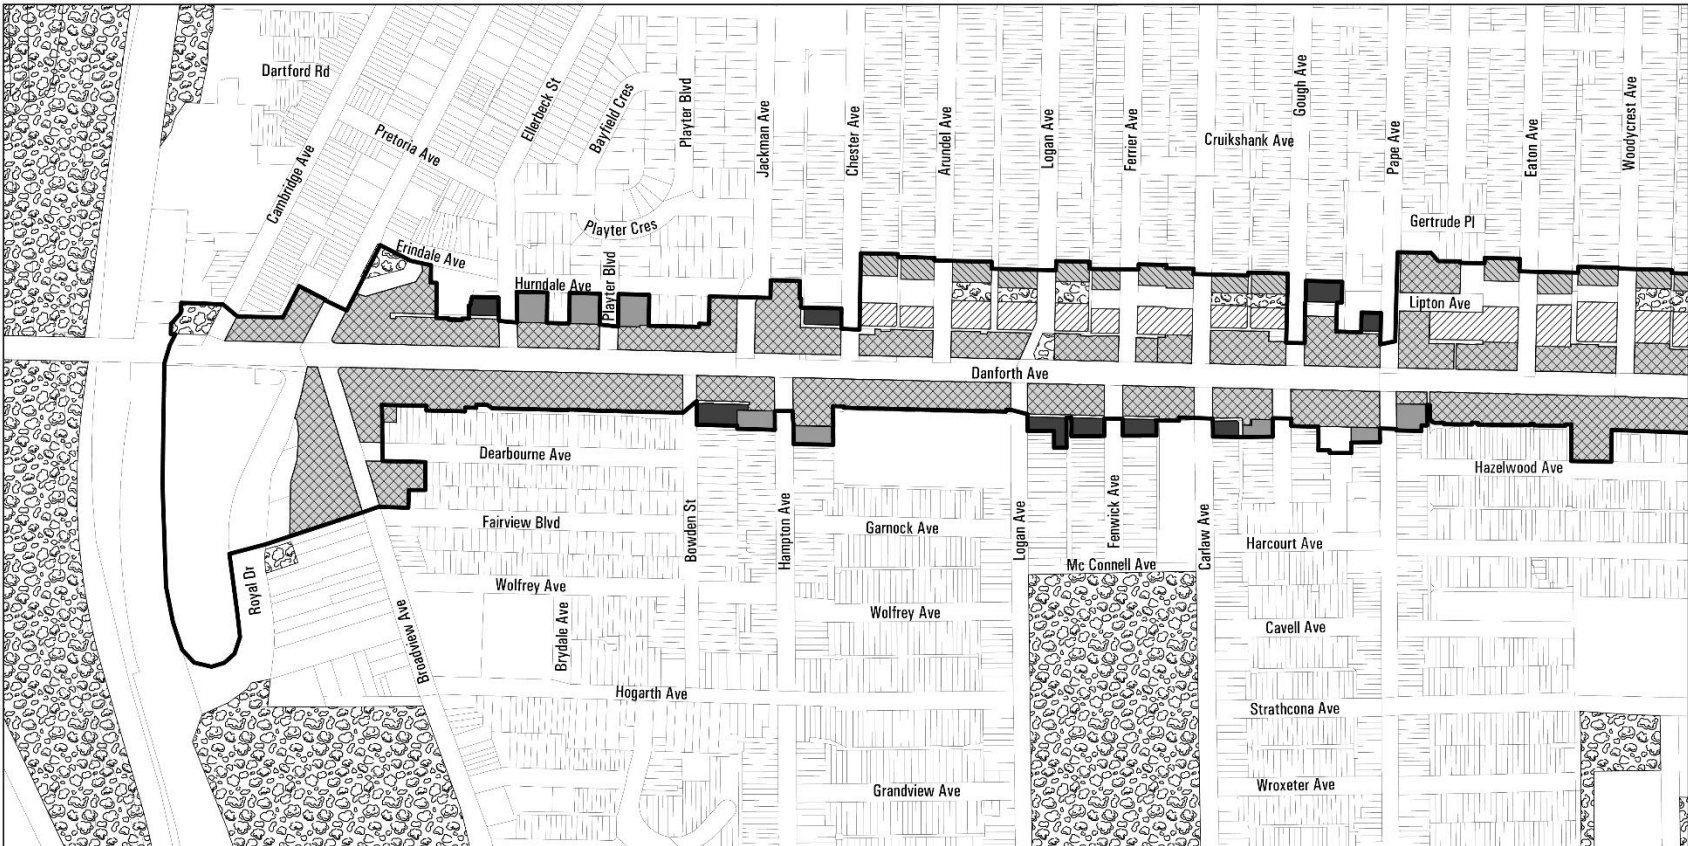 Dartford Rd
Pretoria Ave
Cambridge Ave
Ellerbeck St
Bayfield Cres
Playter Blvd
Jackman Ave
Chester Ave
Arundel Ave
Logan Ave
Ferrier Ave
Cruikshank Ave
Gough Ave
Pape Ave
Eaton Ave
Woodycrest Ave
Gertrude Pl
Playter Cres
Erindale Ave
Hurndale Ave
Playter Blvd
Lipton Ave
Danforth Ave
Dearbourne Ave
Hazelwood Ave
Fairview Blvd
Bowden St
Hampton Ave
Garnock Ave
Logan Ave
Fenwick Ave
Carlaw Ave
Harcourt Ave
Mc Connell Ave
Royal Dr
Wolfrey Ave
Broadview Ave
Brydale Ave
Wolfrey Ave
Cavell Ave
Hogarth Ave
Strathcona Ave
Grandview Ave
Wroxeter Ave